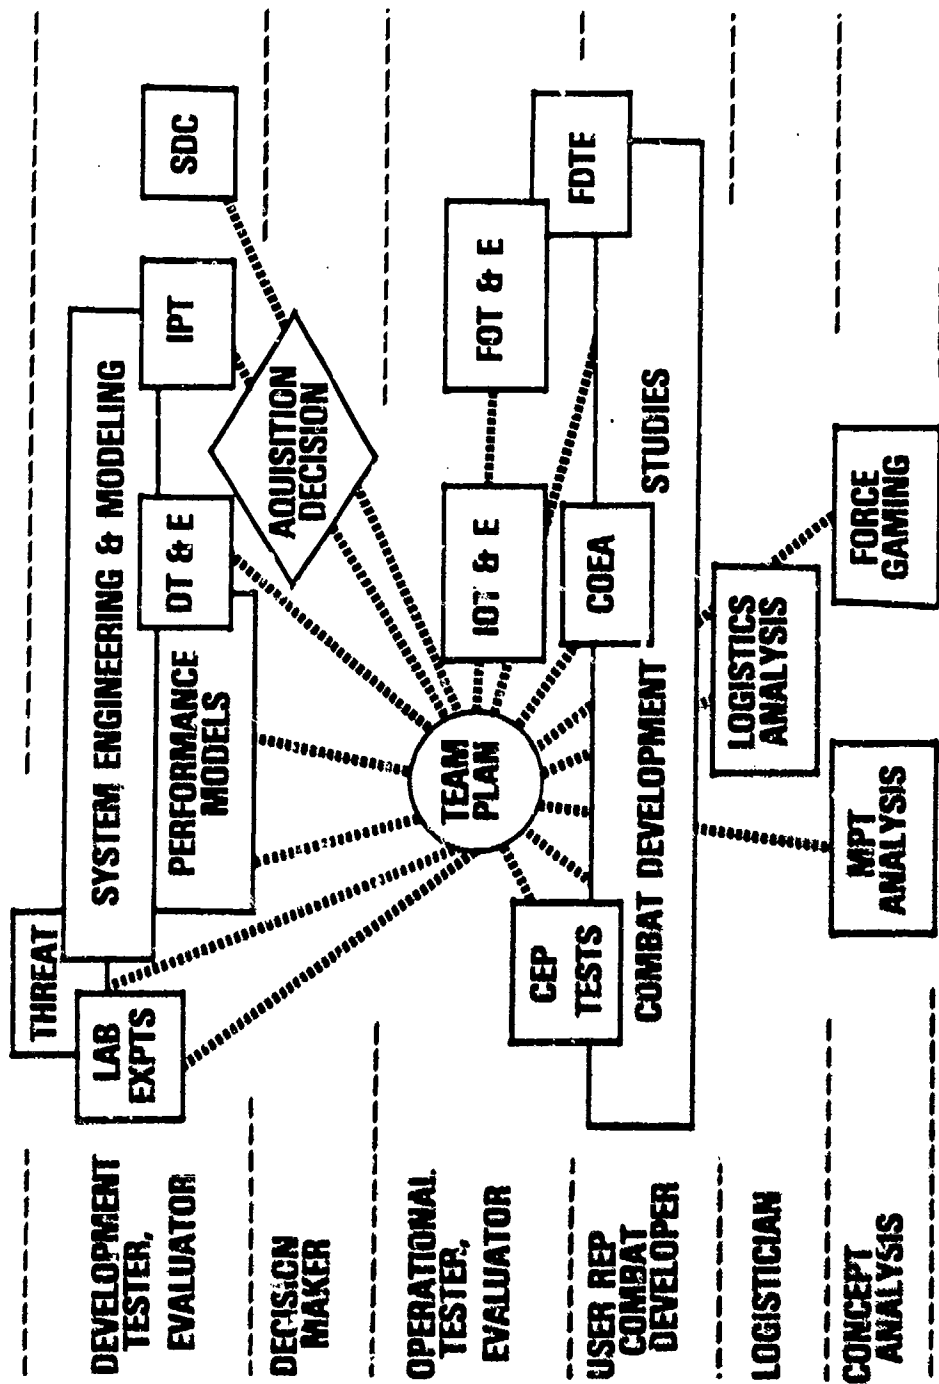 THREAT
SYSTEM ENGINEERING & MODELING
LAB
EXPTS
PERFORMANCE
MODELS
DT & E
IPT
SDC
DEVELOPMENT
TESTER,
EVALUATOR
AQUISITION
DECISION
DECISION
MAKER
TEAM
PLAN
IOT & E
FOT & E
OPERATIONAL
TESTER,
EVALUATOR
CEP
TESTS
COEA
FDTE
COMBAT DEVELOPMENT
STUDIES
USER REP
COMBAT
DEVELOPER
LOGISTICS
ANALYSIS
LOGISTICIAN
MPT
ANALYSIS
FORCE
GAMING
CONCEPT
ANALYSIS